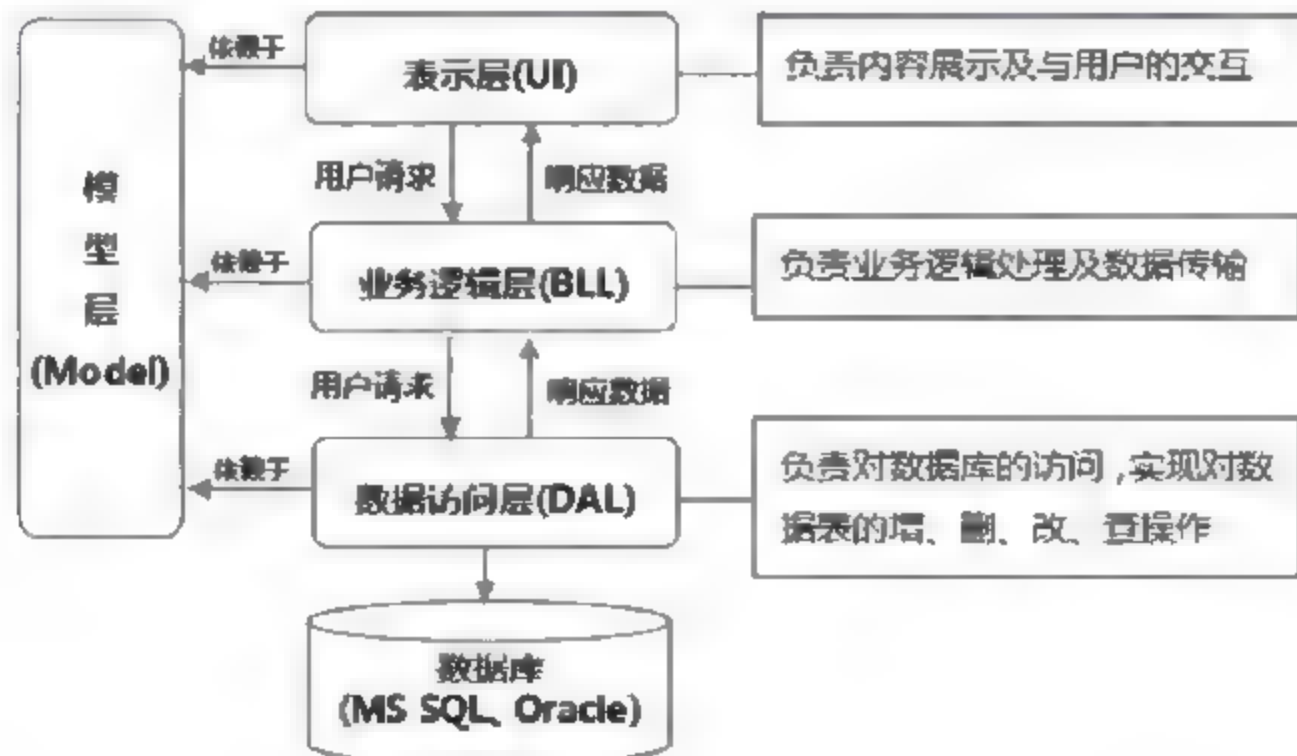 依赖于
表示层(UI)
负责内容展示及与用户的交互
用户请求
响应数据
模
型
层
(Model)
依赖于
业务逻辑层(BLL)
负责业务逻辑处理及数据传输
用户请求
响应数据
依赖于
数据访问层(DAL)
负责对数据库的访问,实现对数
据表的增、删、改、查操作
数据库
(MS SQL、Oracle)